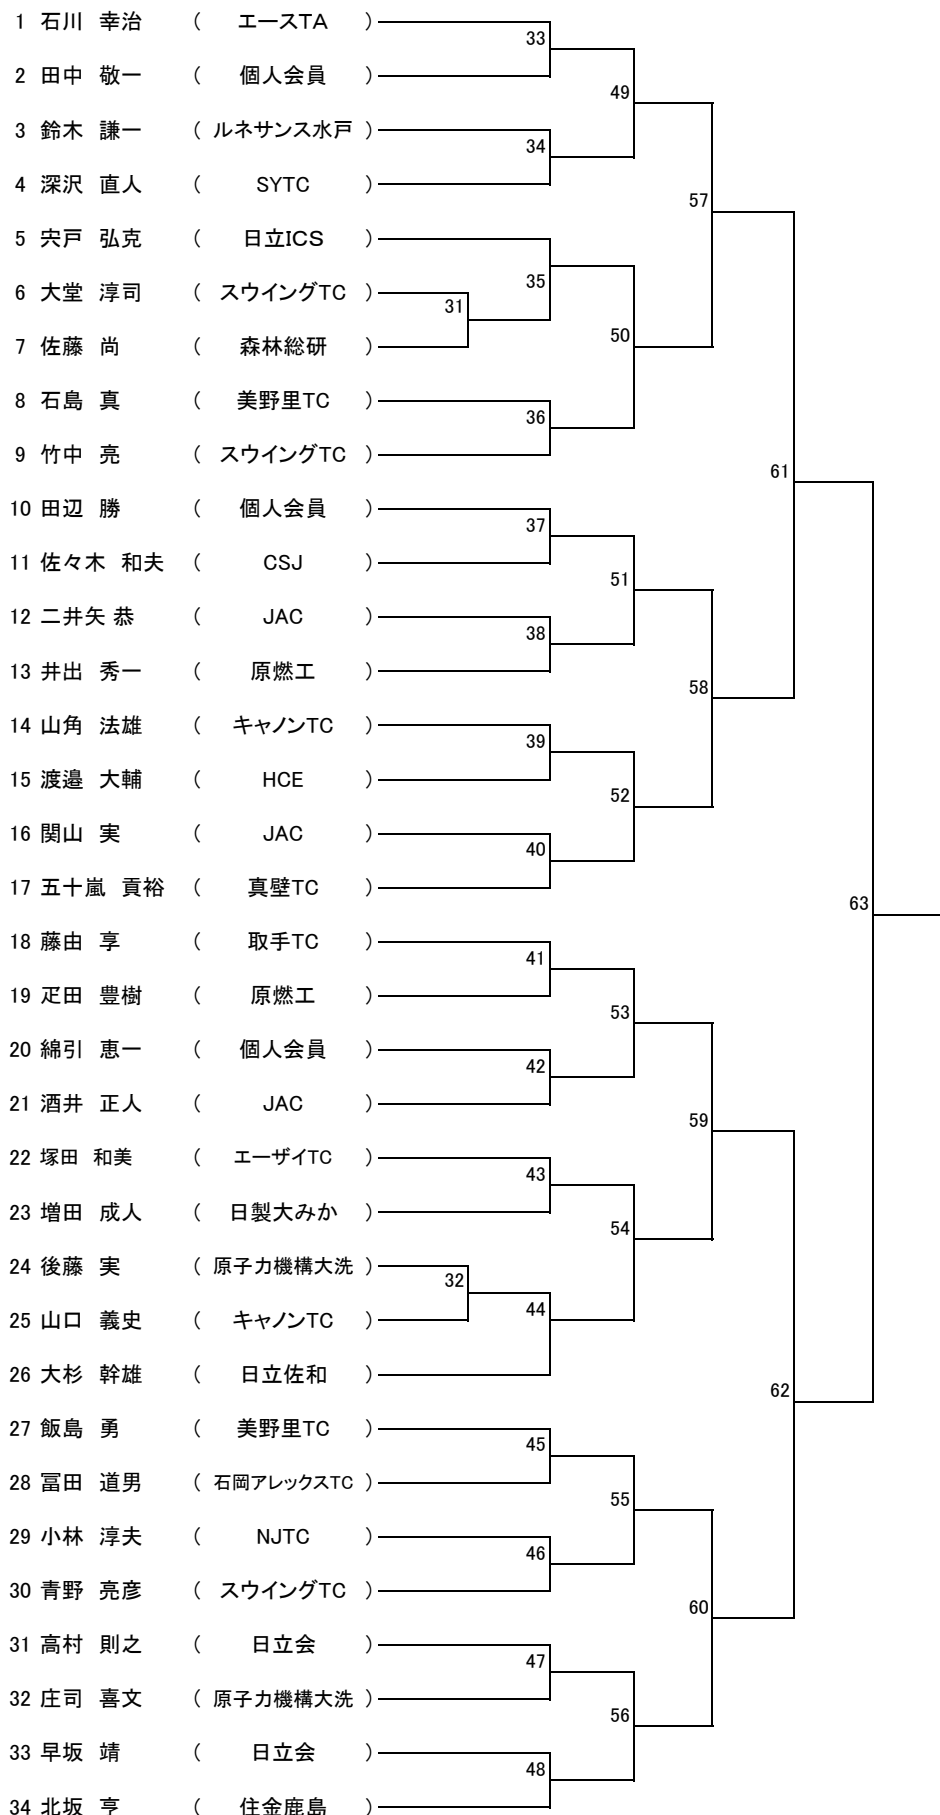 1 石川 幸治 ( エースTA )
33
2 田中 敬一 ( 個人会員 )
49
3 鈴木 謙一 ( ルネサンス水戸 )
34
4 深沢 直人 ( SYTC )
57
5 宍戸 弘克 ( 日立ICS )
35
6 大堂 淳司 ( スウイングTC )
31
50
7 佐藤 尚 ( 森林総研 )
8 石島 真 ( 美野里TC )
36
9 竹中 亮 ( スウイングTC )
61
10 田辺 勝 ( 個人会員 )
37
11 佐々木 和夫 ( CSJ )
51
12 二井矢 恭 ( JAC )
38
13 井出 秀一 ( 原燃工 )
58
14 山角 法雄 ( キャノンTC )
39
15 渡邉 大輔 ( HCE )
52
16 関山 実 ( JAC )
40
17 五十嵐 貢裕 ( 真壁TC )
63
18 藤由 享 ( 取手TC )
41
19 疋田 豊樹 ( 原燃工 )
53
20 綿引 恵一 ( 個人会員 )
42
21 酒井 正人 ( JAC )
59
22 塚田 和美 ( エーザイTC )
43
23 増田 成人 ( 日製大みか )
54
24 後藤 実 ( 原子力機構大洗 )
32
44
25 山口 義史 ( キャノンTC )
26 大杉 幹雄 ( 日立佐和 )
62
27 飯島 勇 ( 美野里TC )
45
28 冨田 道男 ( 石岡アレックスTC )
55
29 小林 淳夫 ( NJTC )
46
30 青野 亮彦 ( スウイングTC )
60
31 高村 則之 ( 日立会 )
47
32 庄司 喜文 ( 原子力機構大洗 )
56
33 早坂 靖 ( 日立会 )
48
34 北坂 亨 ( 住金鹿島 )